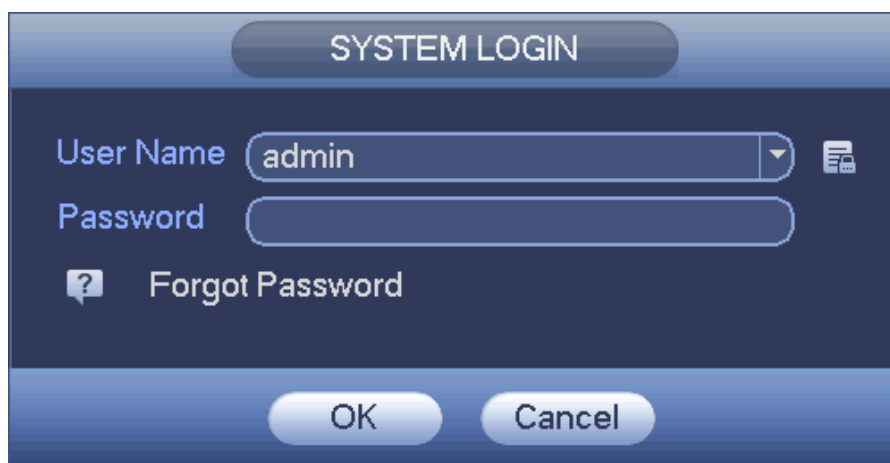 SYSTEM LOGIN
User Name admin
Password
? Forgot Password
OK Cancel